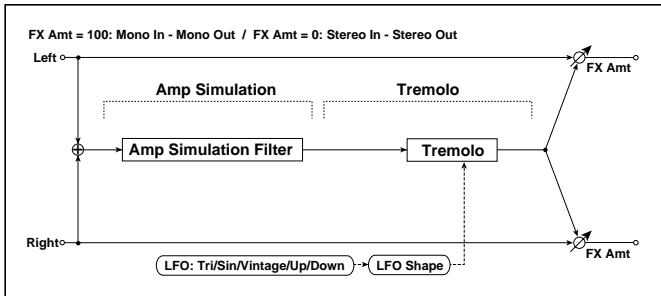 FX Amt = 100: Mono In - Mono Out / FX Amt = 0: Stereo In - Stereo Out
Left
FX Amt
Amp Simulation
Tremolo
Amp Simulation Filter
Tremolo
Right
FX Amt
LFO: Tri/Sin/Vintage/Up/Down
LFO Shape